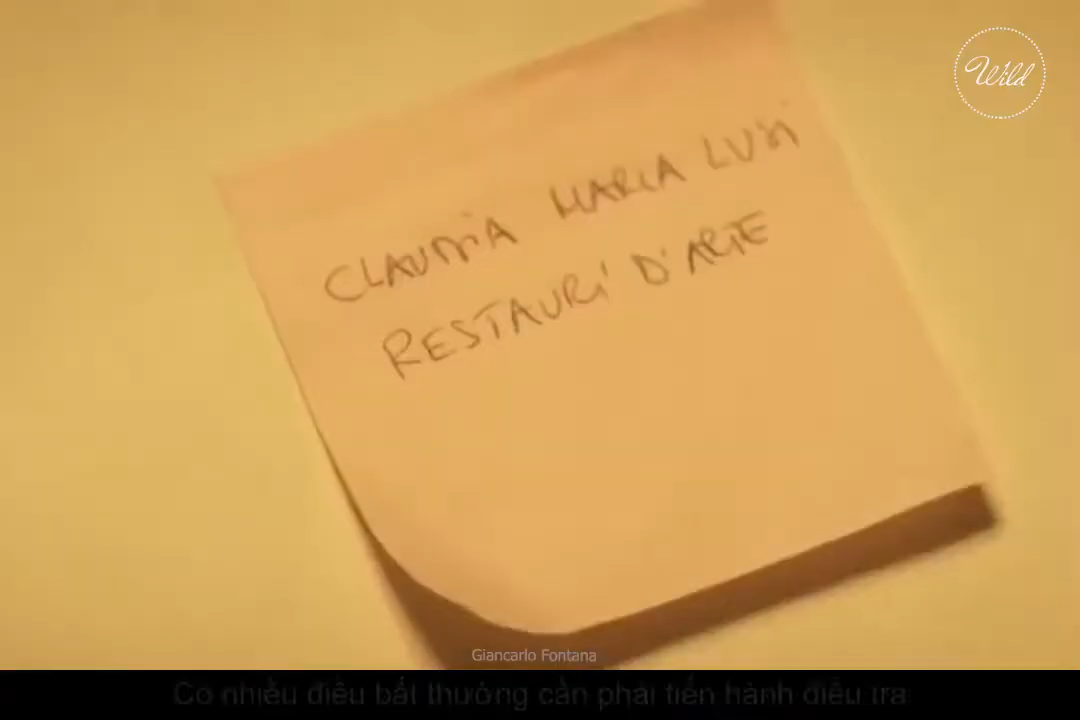 Wild
CLAUDIA MARIA LUSI
RESTAURI D'ARTE
Giancarlo Fontana
Có nhiều điều bất thường cần phải tiến hành điều tra